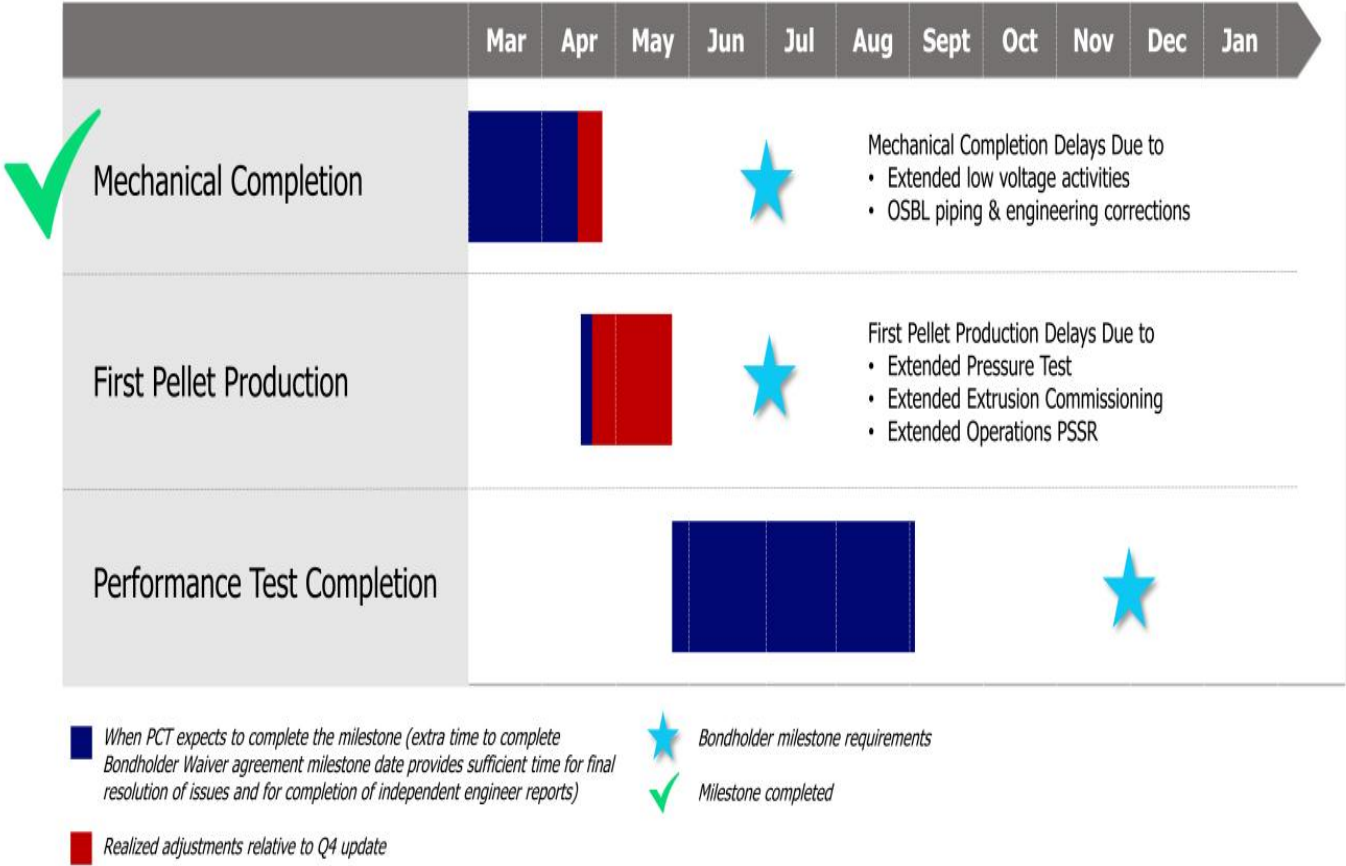 Mar Apr May Jun Jul Aug Sept Oct Nov Dec Jan
Mechanical Completion
Mechanical Completion Delays Due to
• Extended low voltage activities
• OSBL piping & engineering corrections
First Pellet Production
First Pellet Production Delays Due to
• Extended Pressure Test
• Extended Extrusion Commissioning
• Extended Operations PSSR
Performance Test Completion
When PCT expects to complete the milestone (extra time to complete
Bondholder Waiver agreement milestone date provides sufficient time for final
resolution of issues and for completion of independent engineer reports)
Realized adjustments relative to Q4 update
Bondholder milestone requirements
Milestone completed